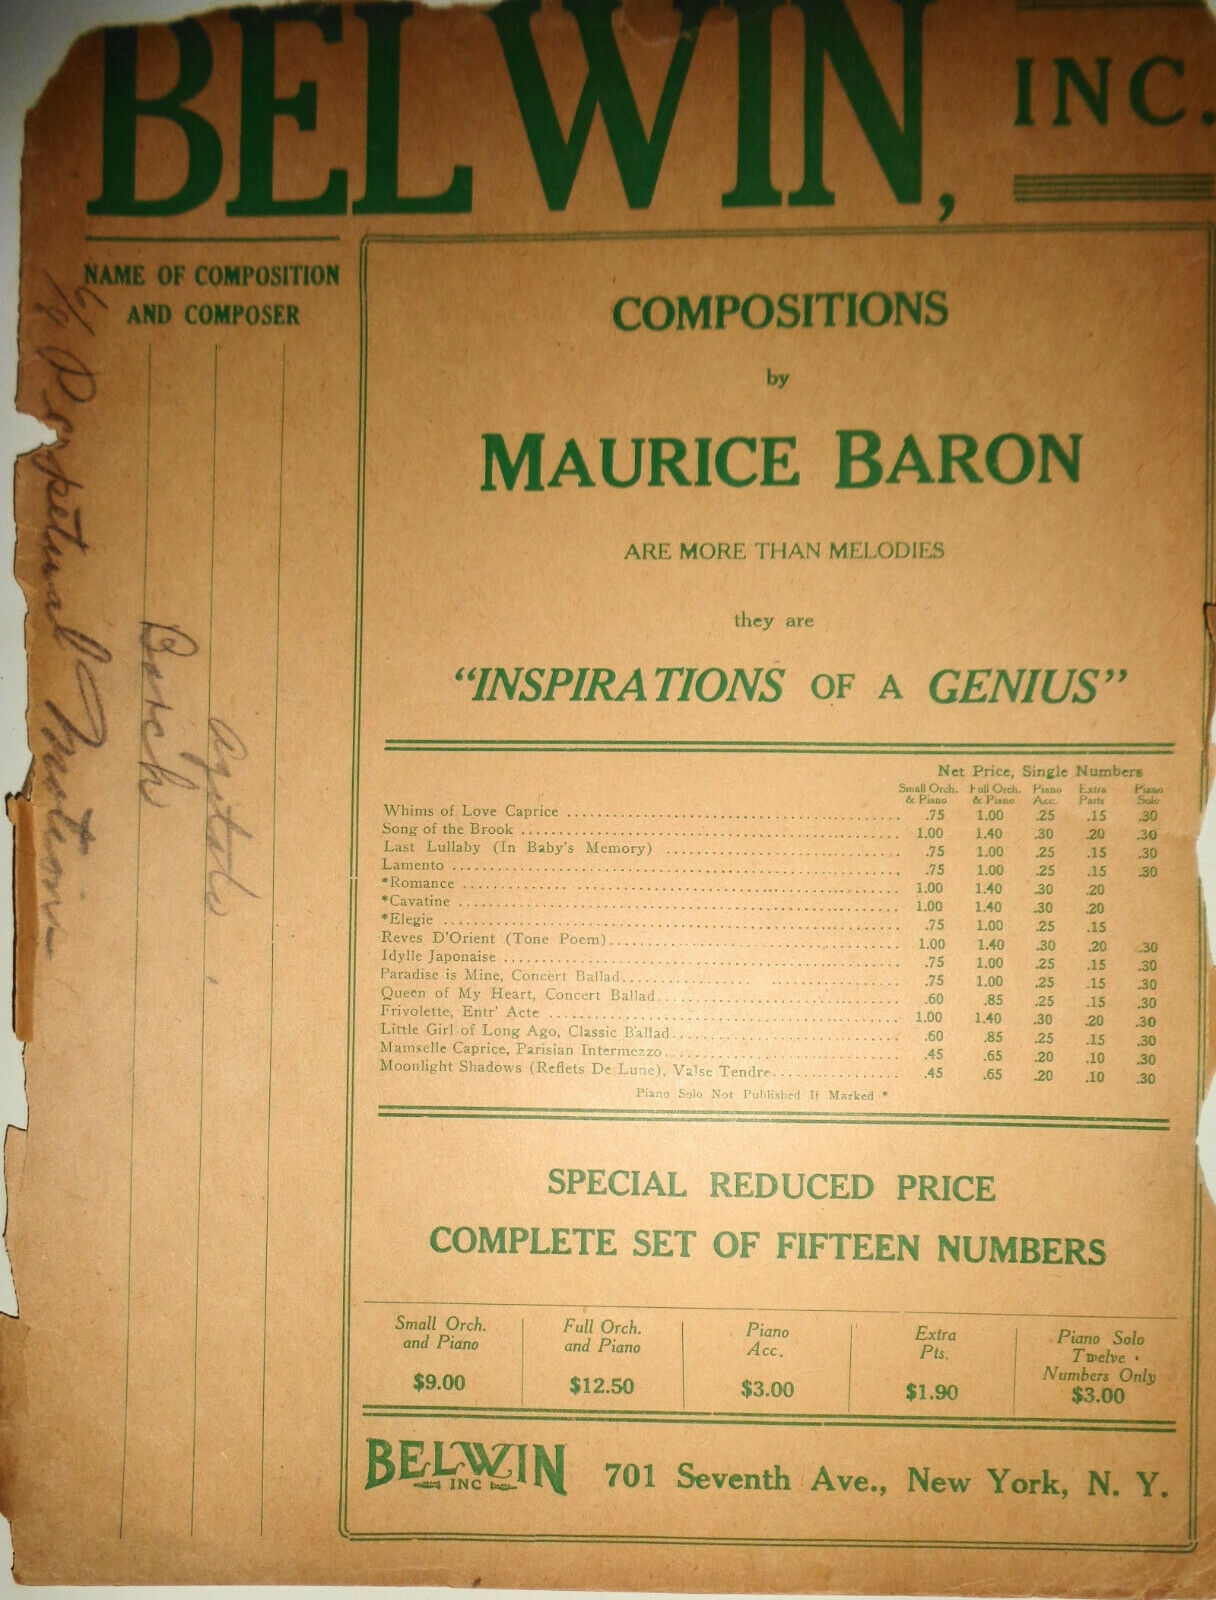 BELWIN, INC.
NAME OF COMPOSITION
AND COMPOSER
6/8 Perpetual Motion
Borch
agitato
COMPOSITIONS
by
MAURICE BARON
ARE MORE THAN MELODIES
they are
"INSPIRATIONS OF A GENIUS"
Net Price, Single Numbers
Small Orch. & Piano Full Orch. & Piano Piano Acc. Extra Parts Piano Solo
Whims of Love Caprice .75 1.00 .25 .15 .30
Song of the Brook 1.00 1.40 .30 .20 .30
Last Lullaby (In Baby's Memory) .75 1.00 .25 .15 .30
Lamento .75 1.00 .25 .15 .30
*Romance 1.00 1.40 .30 .20
*Cavatine 1.00 1.40 .30 .20
*Elegie .75 1.00 .25 .15
Reves D'Orient (Tone Poem) 1.00 1.40 .30 .20 .30
Idylle Japonaise .75 1.00 .25 .15 .30
Paradise is Mine, Concert Ballad .75 1.00 .25 .15 .30
Queen of My Heart, Concert Ballad .60 .85 .25 .15 .30
Frivolette, Entr' Acte 1.00 1.40 .30 .20 .30
Little Girl of Long Ago, Classic Ballad .60 .85 .25 .15 .30
Mamselle Caprice, Parisian Intermezzo .45 .65 .20 .10 .30
Moonlight Shadows (Reflets De Lune), Valse Tendre .45 .65 .20 .10 .30
Piano Solo Not Published If Marked *
SPECIAL REDUCED PRICE
COMPLETE SET OF FIFTEEN NUMBERS
Small Orch. and Piano $9.00
Full Orch. and Piano $12.50
Piano Acc. $3.00
Extra Pts. $1.90
Piano Solo Twelve Numbers Only $3.00
BELWIN INC 701 Seventh Ave., New York, N. Y.